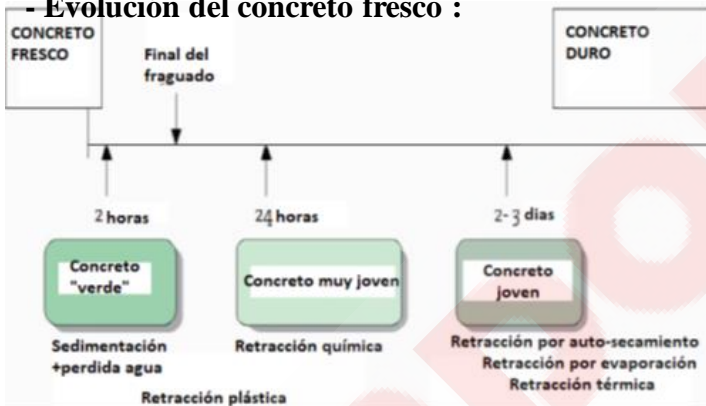 - Evolución del concreto fresco :
CONCRETO
FRESCO
Final del
fraguado
CONCRETO
DURO
2 horas
24 horas
2-3 dias
Concreto
"verde"
Concreto muy joven
Concreto
joven
Sedimentación
+perdida agua
Retracción química
Retracción por auto-secamiento
Retracción por evaporación
Retracción térmica
Retracción plástica